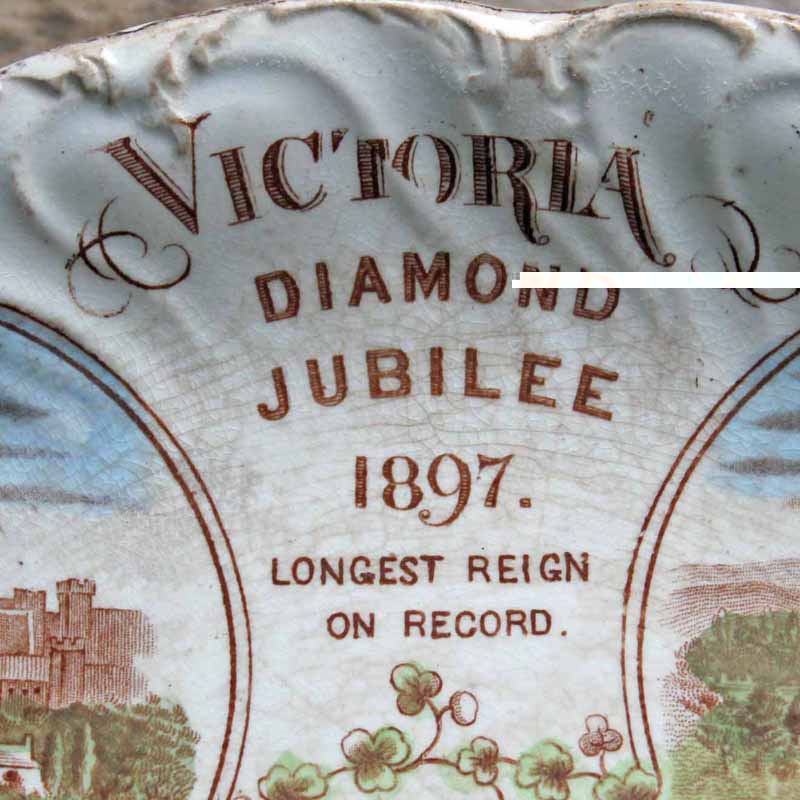 VICTORIA
DIAMOND
JUBILEE
1897.
LONGEST REIGN
ON RECORD.